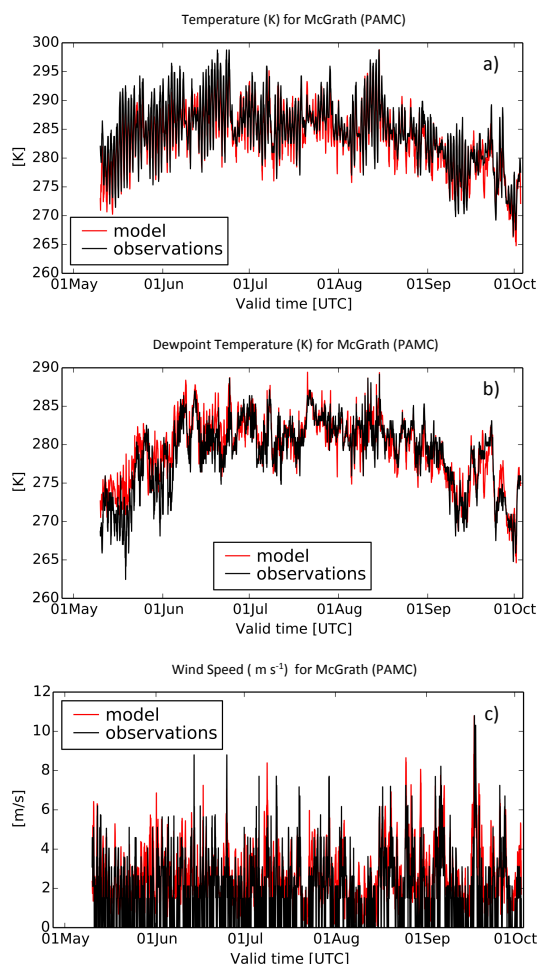 Temperature (K) for McGrath (PAMC)
300
295
290
285
280
275
270
265
260
[K]
a)
model
observations
01May 01Jun 01Jul 01Aug 01Sep 01Oct
Valid time [UTC]
Dewpoint Temperature (K) for McGrath (PAMC)
290
285
280
275
270
265
260
[K]
b)
model
observations
01May 01Jun 01Jul 01Aug 01Sep 01Oct
Valid time [UTC]
Wind Speed ( m s⁻¹) for McGrath (PAMC)
12
10
8
6
4
2
0
[m/s]
c)
model
observations
01May 01Jun 01Jul 01Aug 01Sep 01Oct
Valid time [UTC]